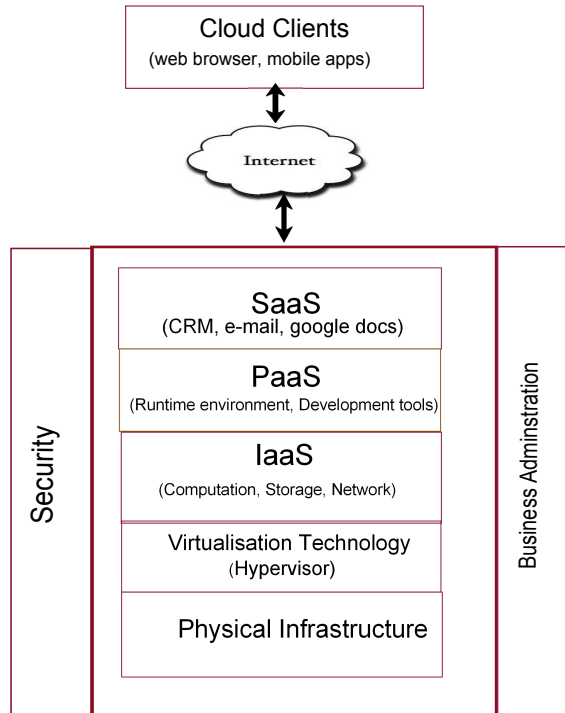 Cloud Clients
(web browser, mobile apps)
Internet
Security
SaaS
(CRM, e-mail, google docs)
PaaS
(Runtime environment, Development tools)
IaaS
(Computation, Storage, Network)
Virtualisation Technology
(Hypervisor)
Physical Infrastructure
Business Adminstration